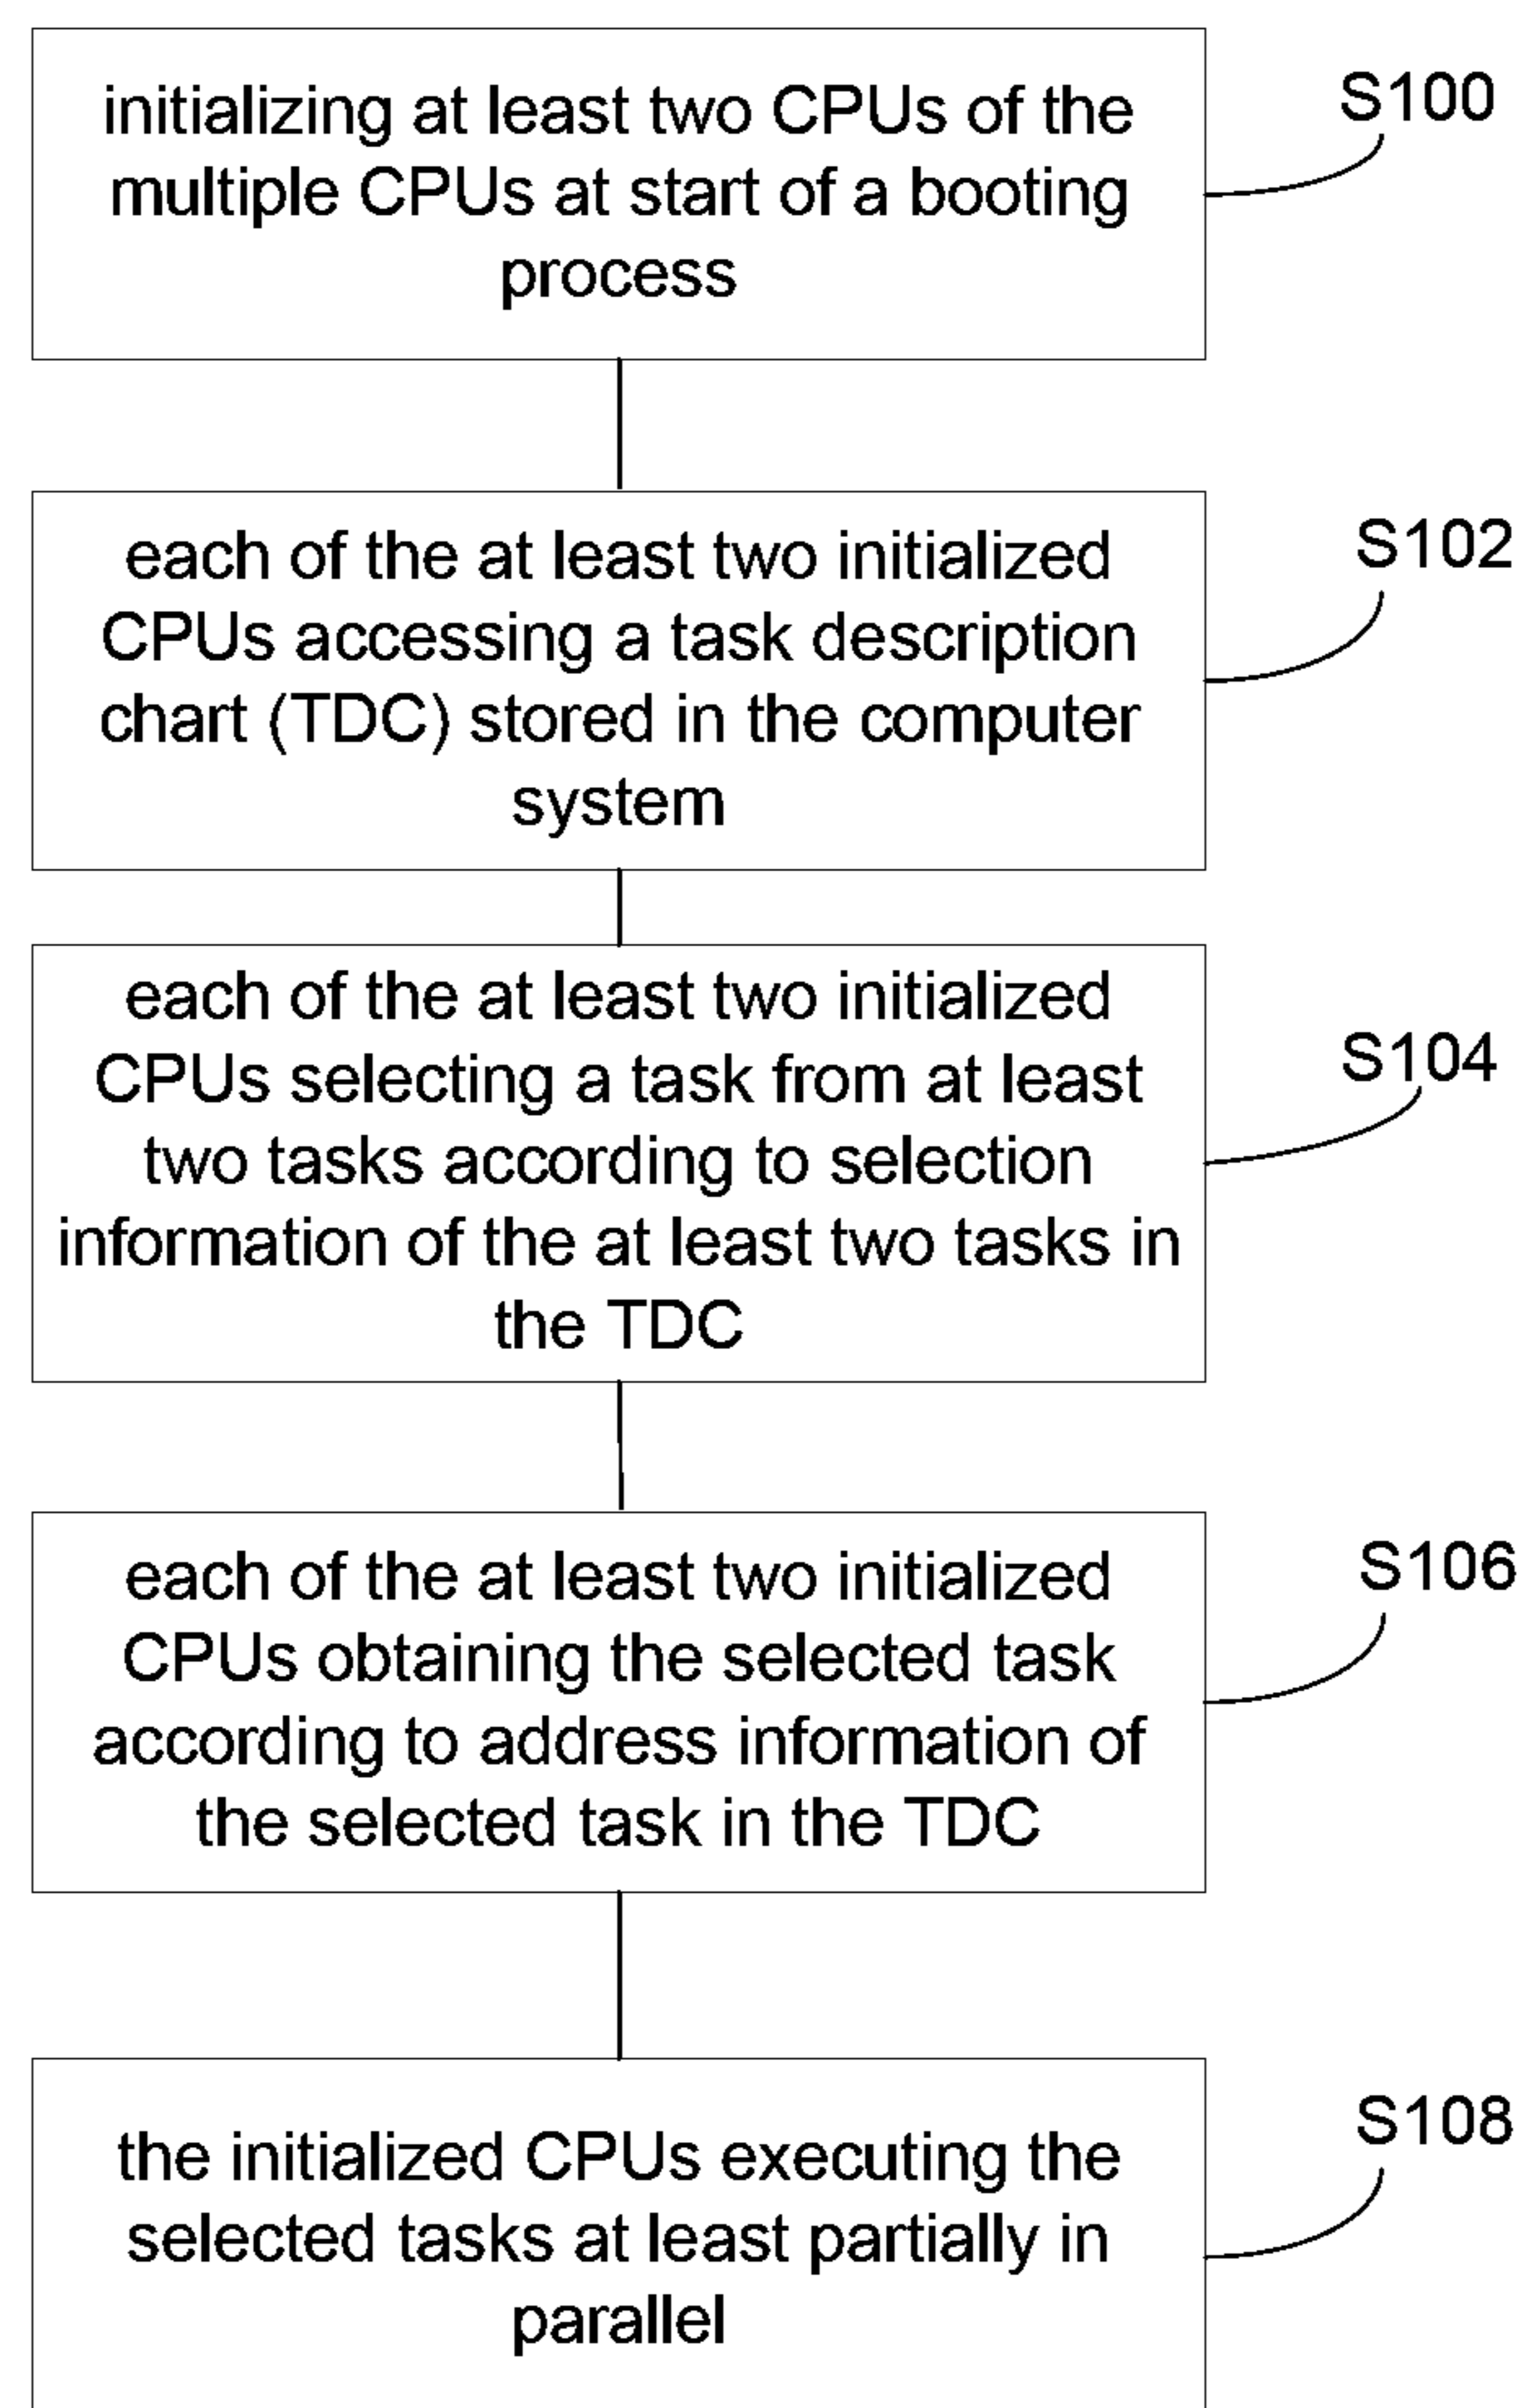 initializing at least two CPUs of the
multiple CPUs at start of a booting
process
S100
each of the at least two initialized
CPUs accessing a task description
chart (TDC) stored in the computer
system
S102
each of the at least two initialized
CPUs selecting a task from at least
two tasks according to selection
information of the at least two tasks in
the TDC
S104
each of the at least two initialized
CPUs obtaining the selected task
according to address information of
the selected task in the TDC
S106
the initialized CPUs executing the
selected tasks at least partially in
parallel
S108